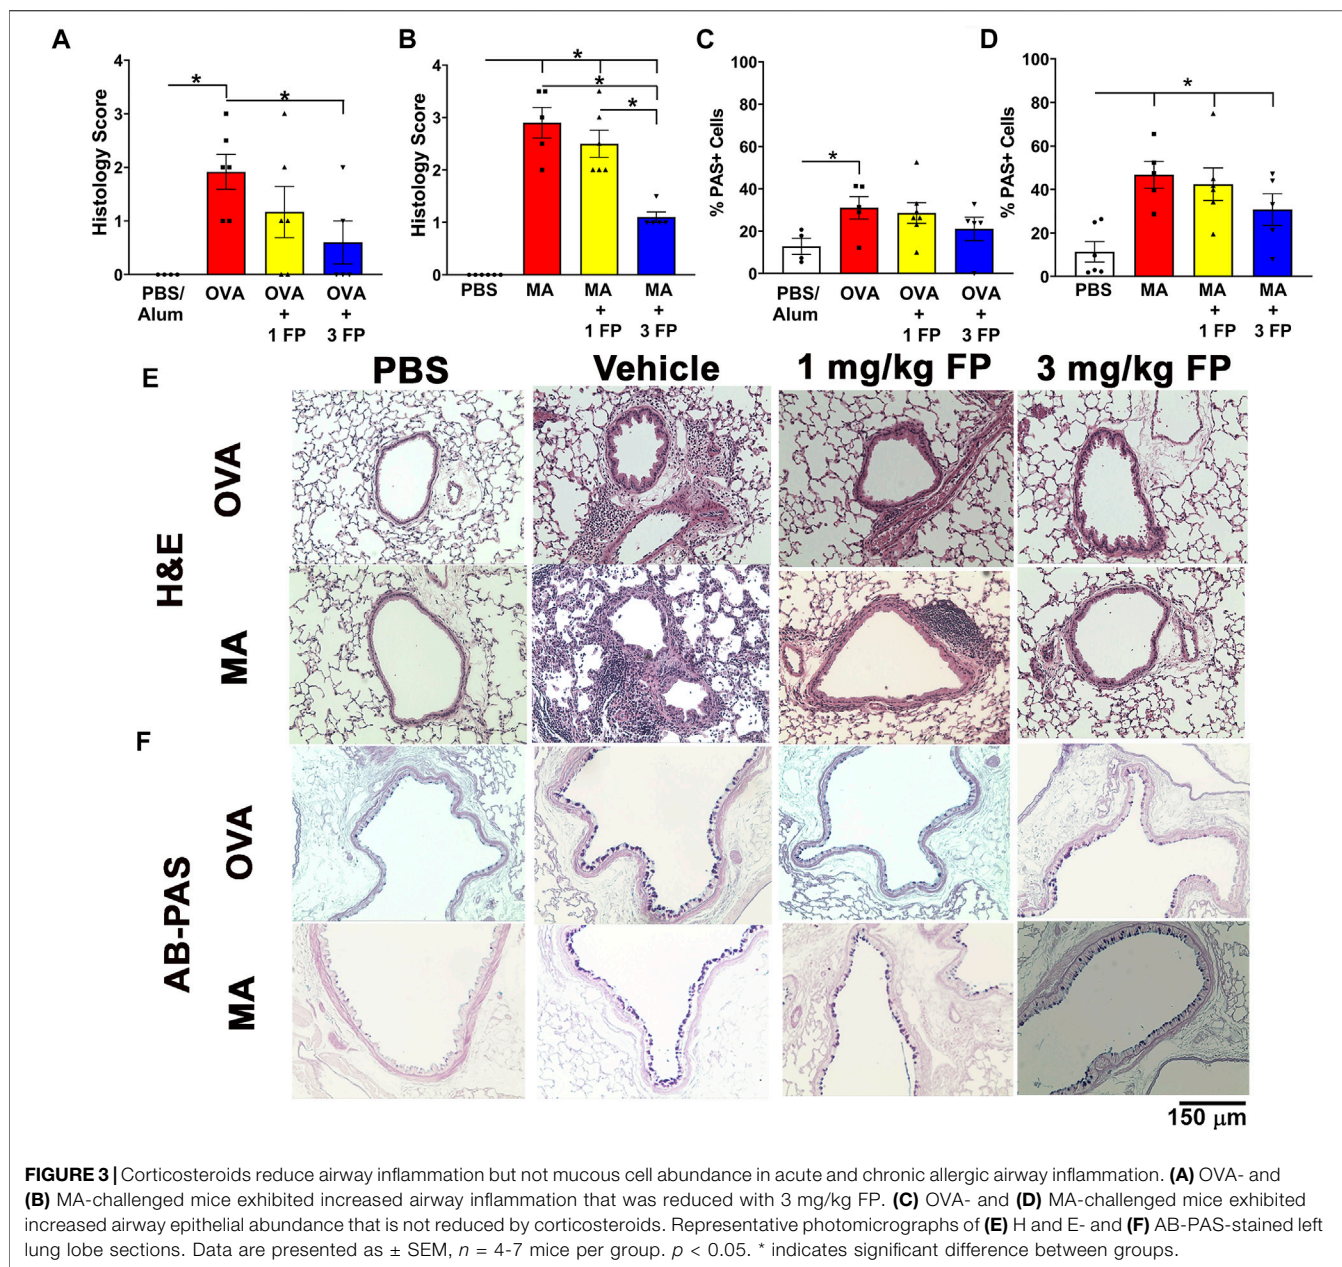 A
B
C
D
Histology Score
4
3
2
1
0
*
*
PBS/
Alum
OVA
OVA
+
1 FP
OVA
+
3 FP
Histology Score
4
3
2
1
0
*
*
*
PBS
MA
MA
+
1 FP
MA
+
3 FP
% PAS+ Cells
100
80
60
40
20
0
*
PBS/
Alum
OVA
OVA
+
1 FP
OVA
+
3 FP
% PAS+ Cells
100
80
60
40
20
0
*
PBS
MA
MA
+
1 FP
MA
+
3 FP
E
PBS
Vehicle
1 mg/kg FP
3 mg/kg FP
H&E
OVA
MA
F
AB-PAS
OVA
MA
150 μm
FIGURE 3 | Corticosteroids reduce airway inflammation but not mucous cell abundance in acute and chronic allergic airway inflammation. (A) OVA- and
(B) MA-challenged mice exhibited increased airway inflammation that was reduced with 3 mg/kg FP. (C) OVA- and (D) MA-challenged mice exhibited
increased airway epithelial abundance that is not reduced by corticosteroids. Representative photomicrographs of (E) H and E- and (F) AB-PAS-stained left
lung lobe sections. Data are presented as ± SEM, n = 4-7 mice per group. p < 0.05. * indicates significant difference between groups.